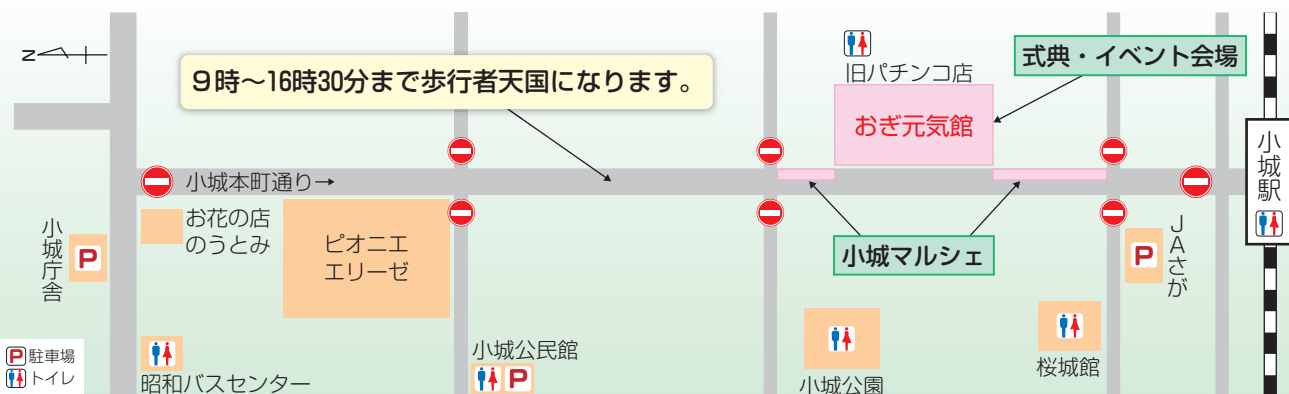 N
9時～16時30分まで歩行者天国になります。
旧パチンコ店
式典・イベント会場
おぎ元気館
小城駅
小城本町通り→
お花の店
のうとみ
ピオニエ
エリーゼ
小城庁舎
P
小城マルシェ
P
JAさが
小城公民館
P
昭和バスセンター
小城公園
桜城館
P駐車場
トイレ